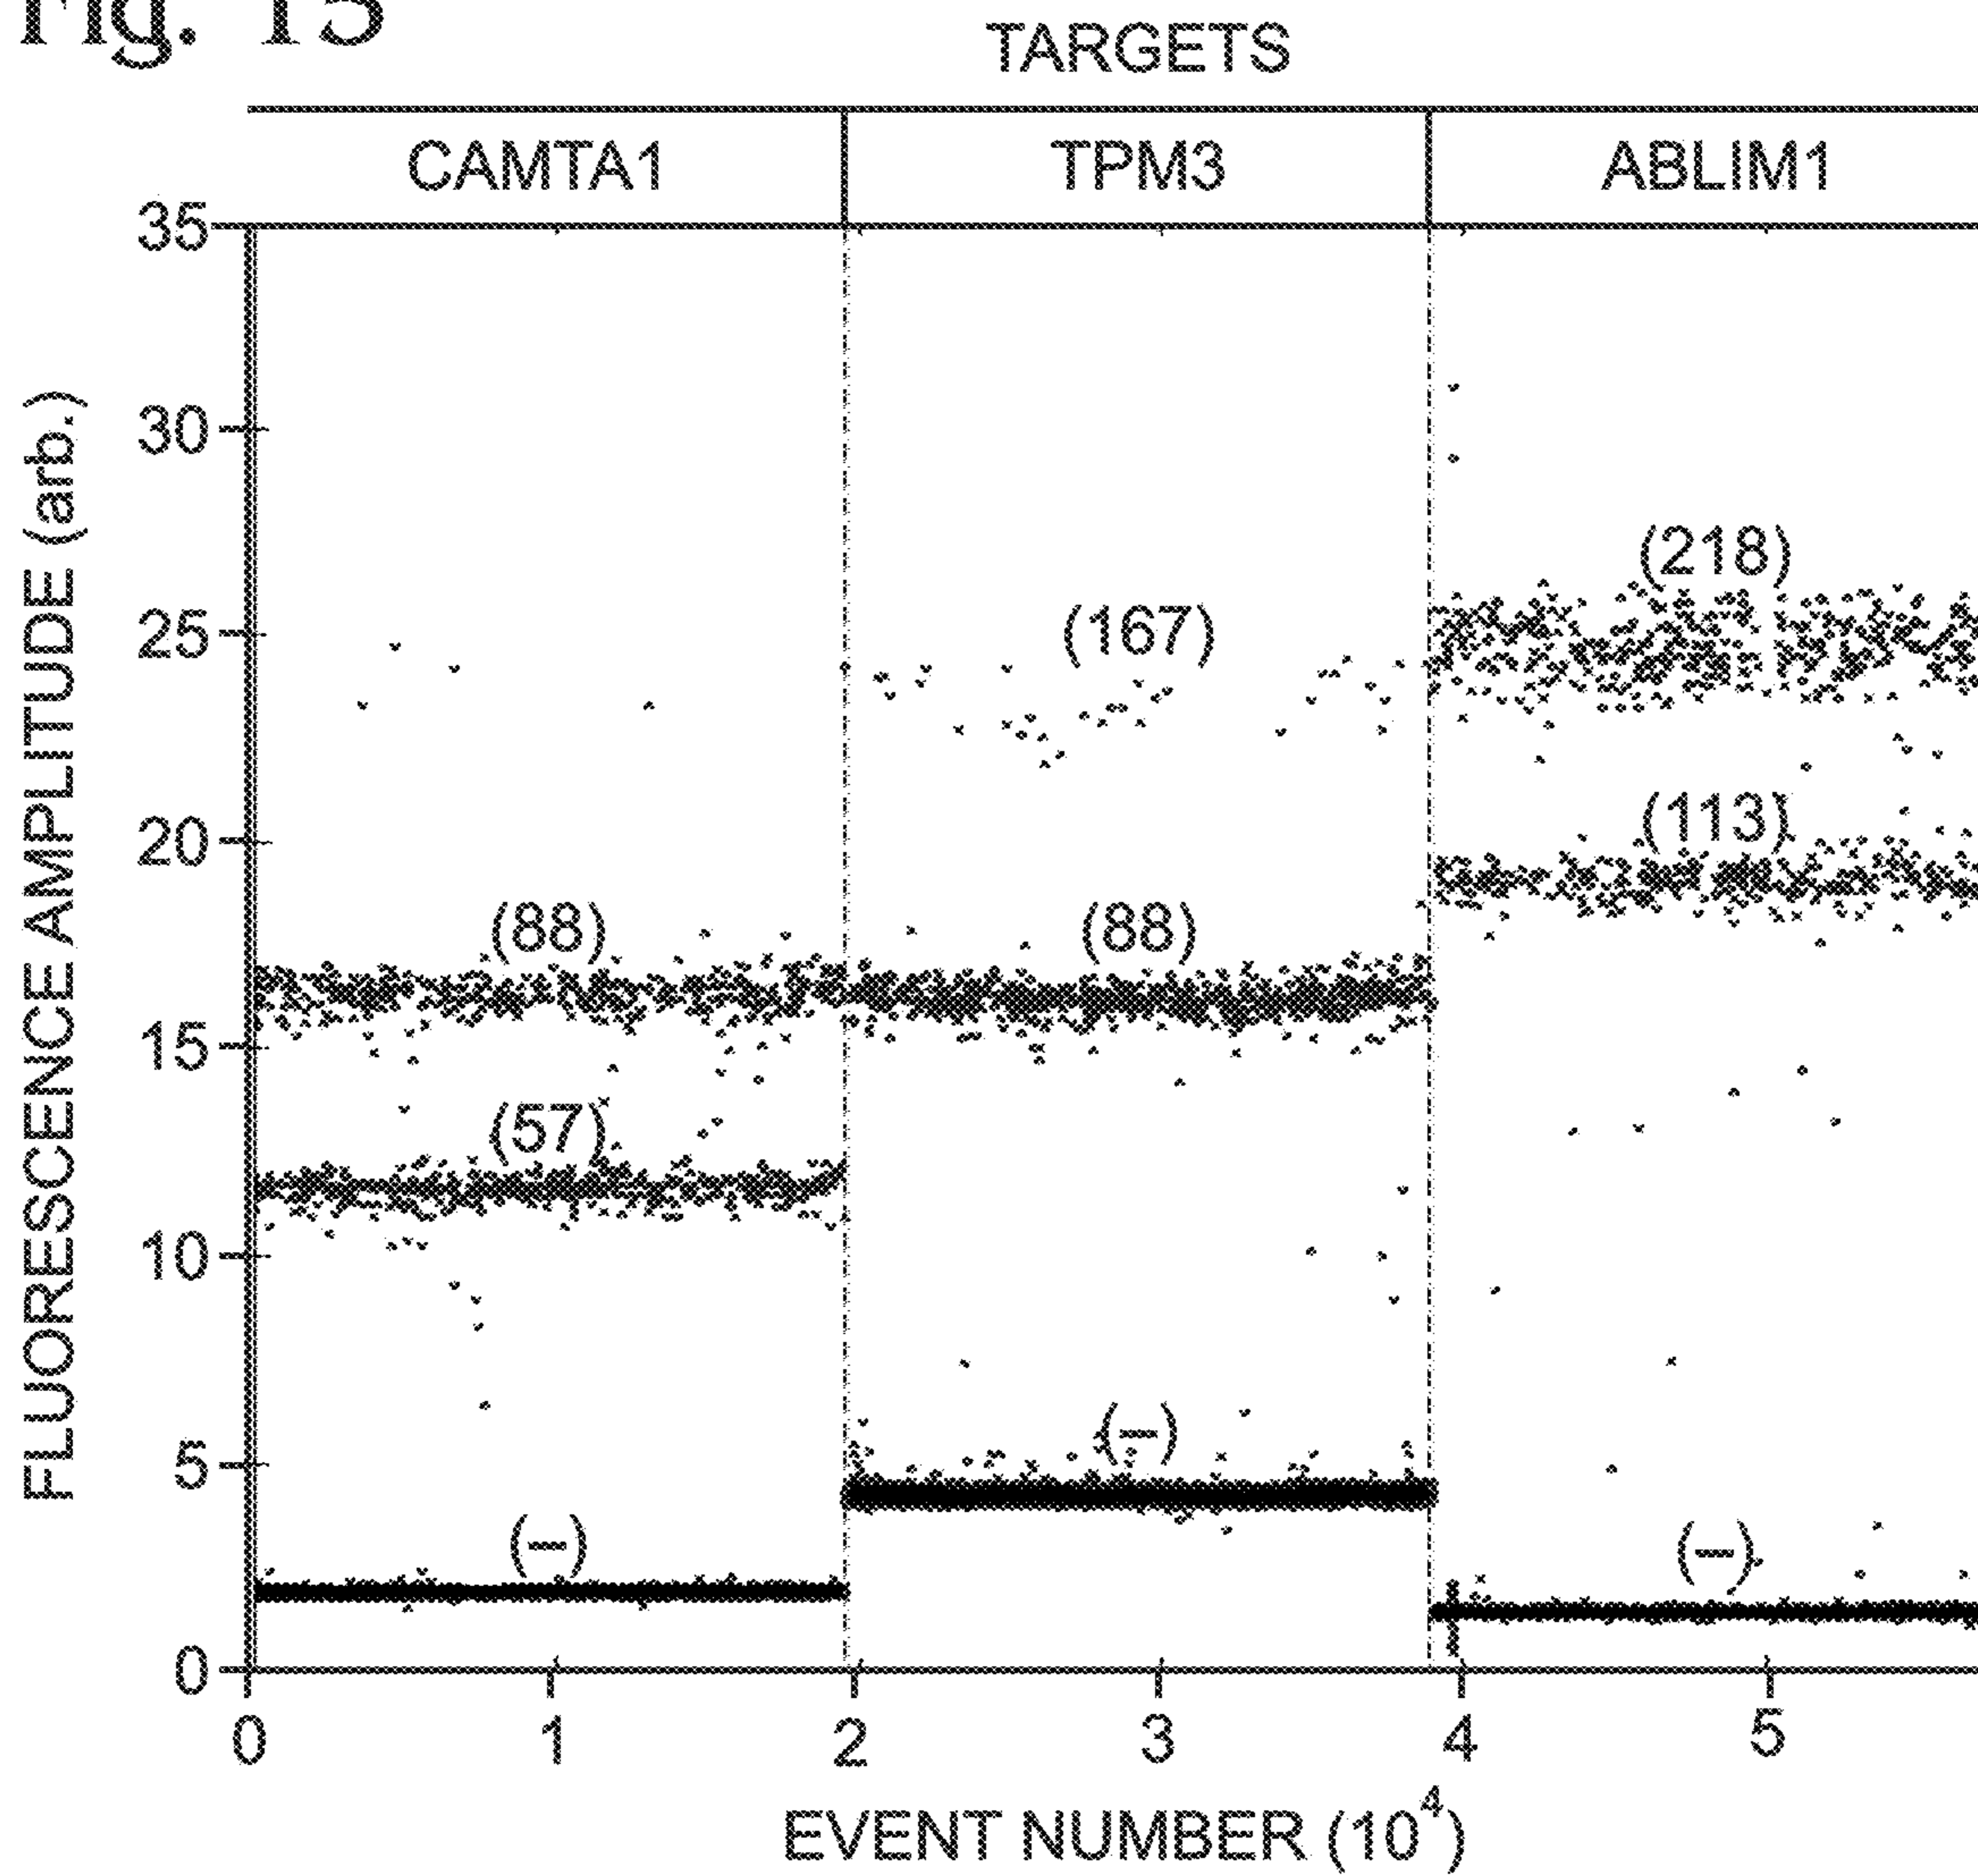 Fig. 15
TARGETS
CAMTA1 TPM3 ABLIM1
FLUORESCENCE AMPLITUDE (arb.)
35
30
(218)
25 (167)
20 (113)
(88) (88)
15
(57)
10
5 (–)
(–) (–)
0
0 1 2 3 4 5
EVENT NUMBER (10⁴)